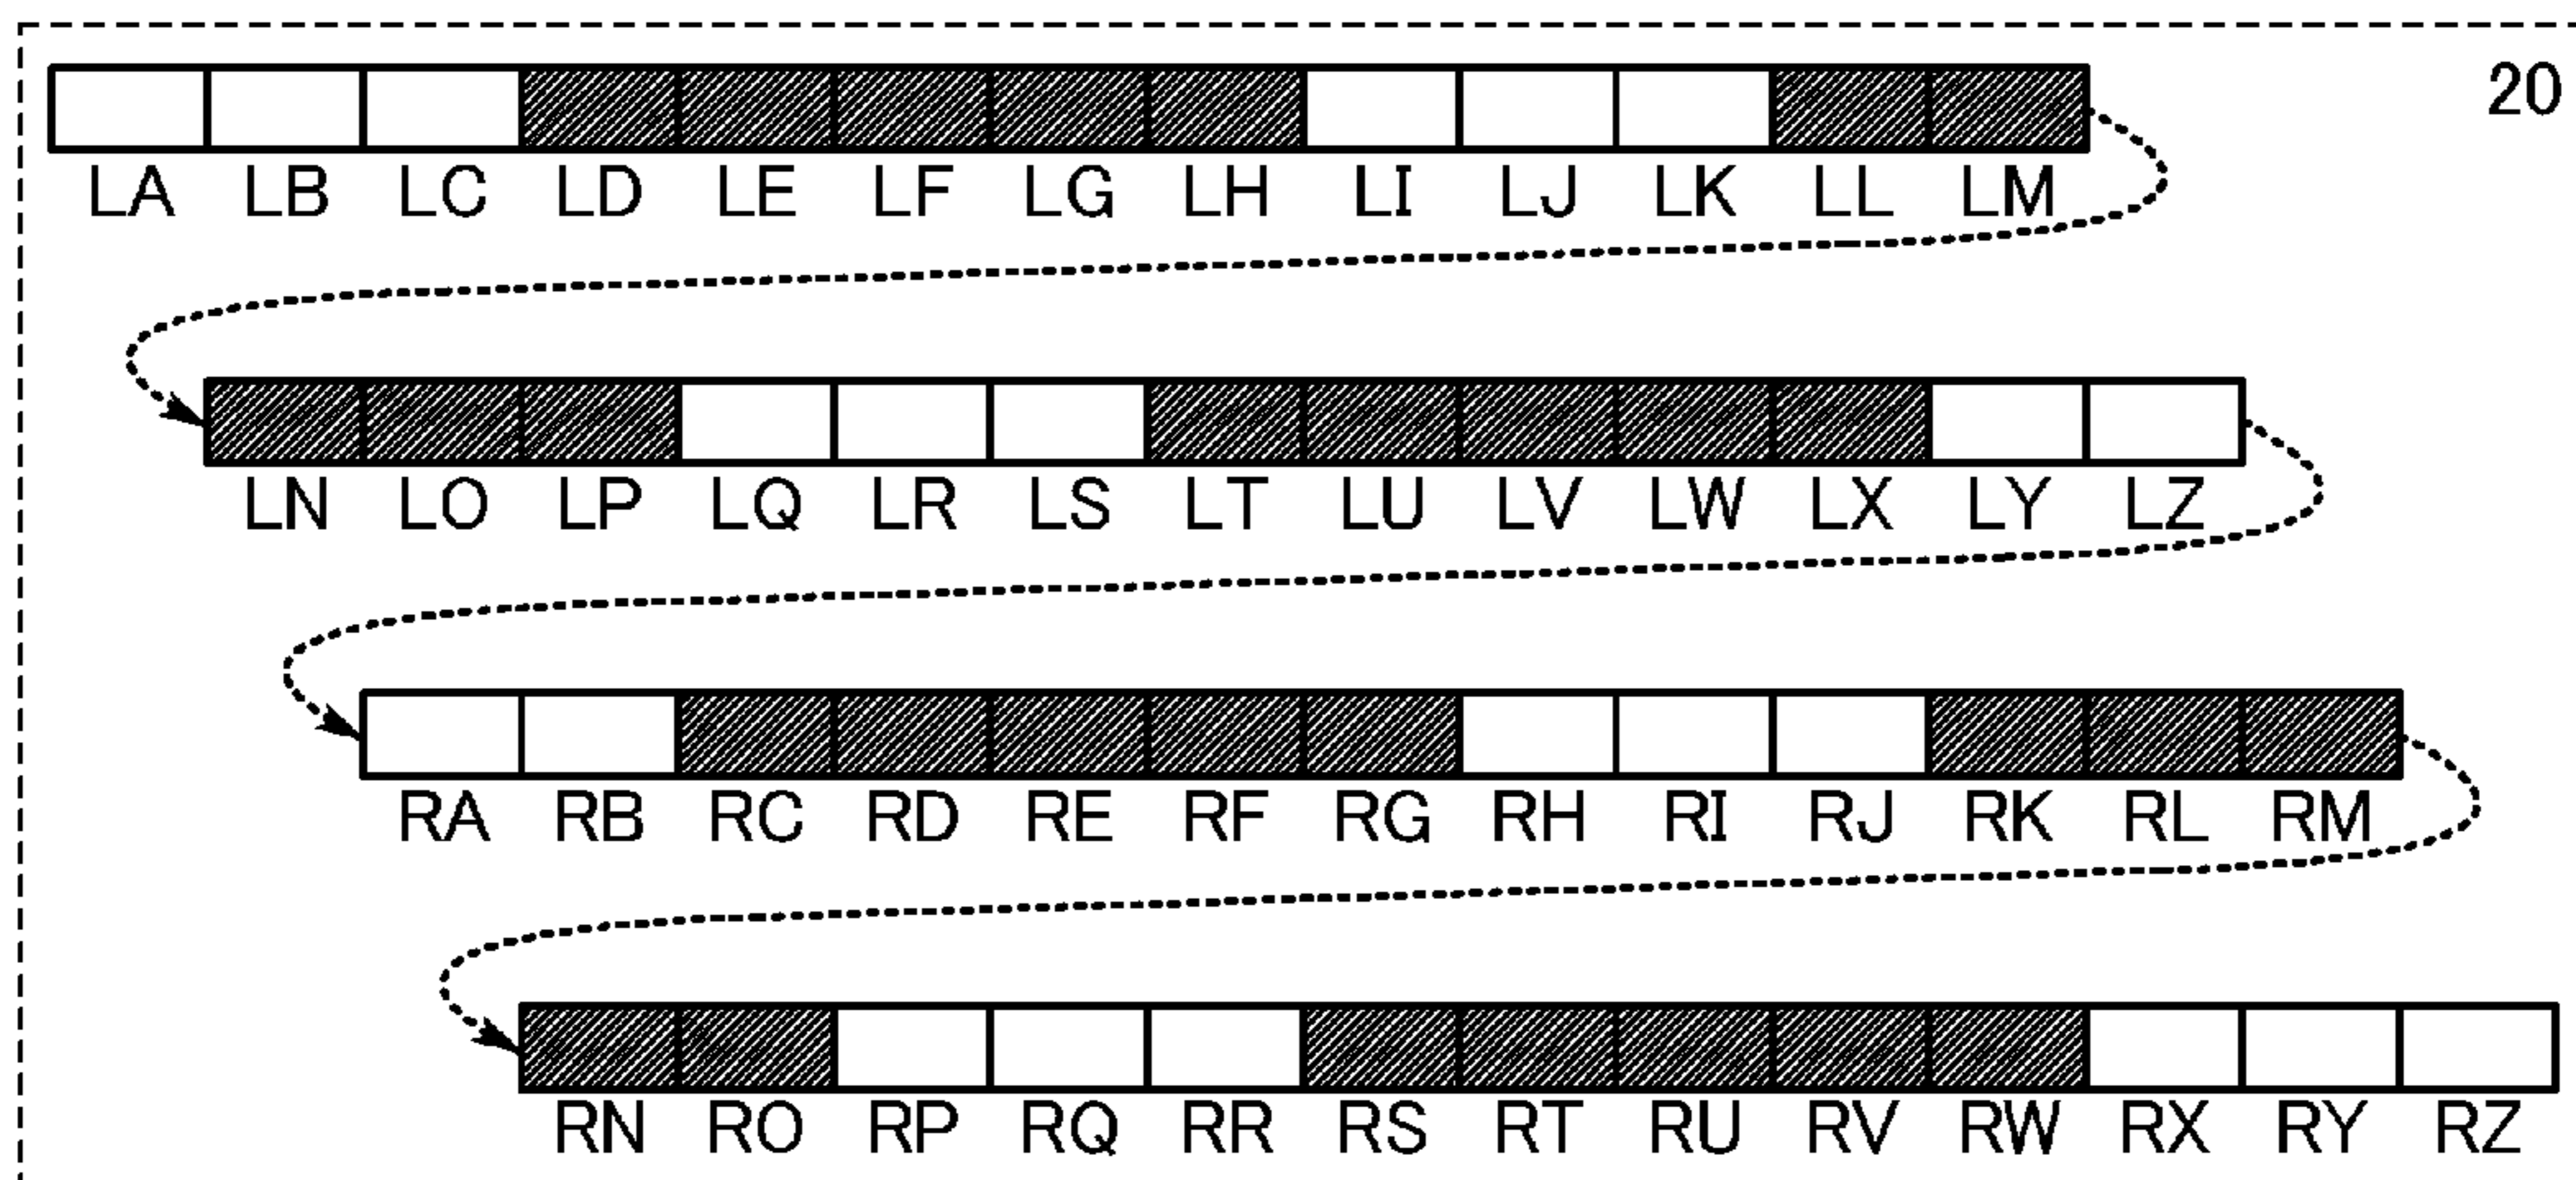 20
LA LB LC LD LE LF LG LH LI LJ LK LL LM
LN LO LP LQ LR LS LT LU LV LW LX LY LZ
RA RB RC RD RE RF RG RH RI RJ RK RL RM
RN RO RP RQ RR RS RT RU RV RW RX RY RZ